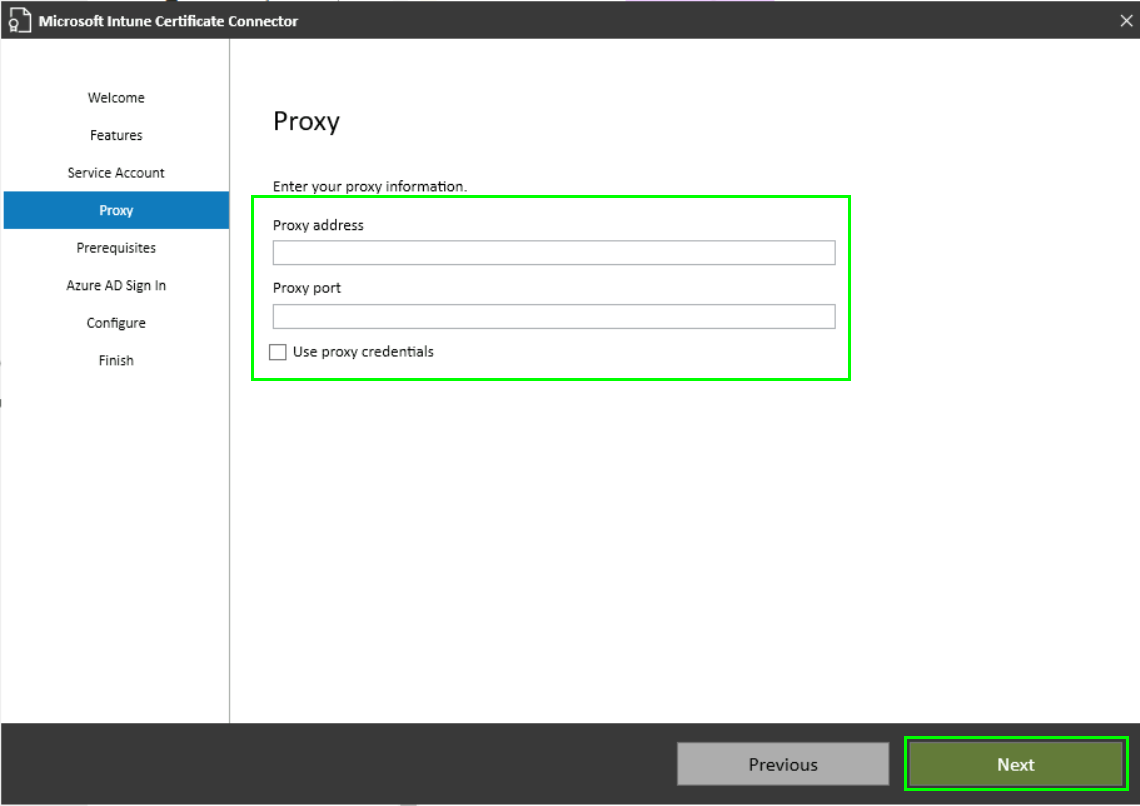 Microsoft Intune Certificate Connector
Welcome
Features
Service Account
Proxy
Prerequisites
Azure AD Sign In
Configure
Finish
Proxy
Enter your proxy information.
Proxy address
Proxy port
Use proxy credentials
Previous
Next